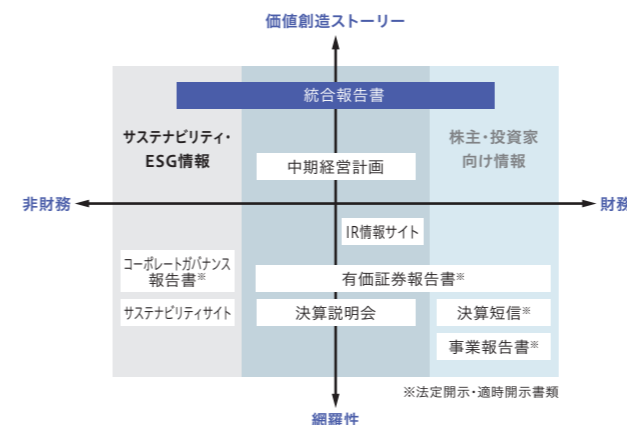 価値創造ストーリー
統合報告書
サステナビリティ・
ESG情報
株主・投資家
向け情報
中期経営計画
非財務
財務
IR情報サイト
コーポレートガバナンス
報告書※
有価証券報告書※
サステナビリティサイト
決算説明会
決算短信※
事業報告書※
※法定開示・適時開示書類
網羅性